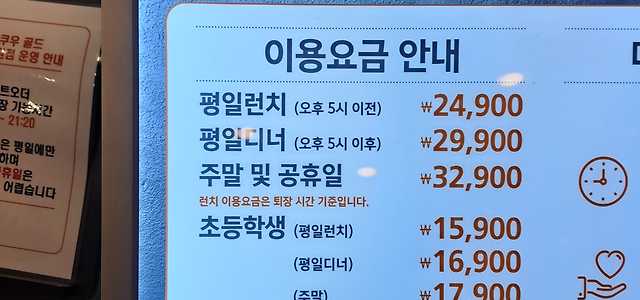 쿠우 골드
운영 안내
트오더
~ 21:20
은 평일에만
하며
휴일은
어렵습니다
이용요금 안내
평일런치 (오후 5시 이전) ₩24,900
평일디너 (오후 5시 이후) ₩29,900
주말 및 공휴일 ₩32,900
런치 이용요금은 퇴장 시간 기준입니다.
초등학생 (평일런치) ₩15,900
(평일디너) ₩16,900
(주말) ₩17,900